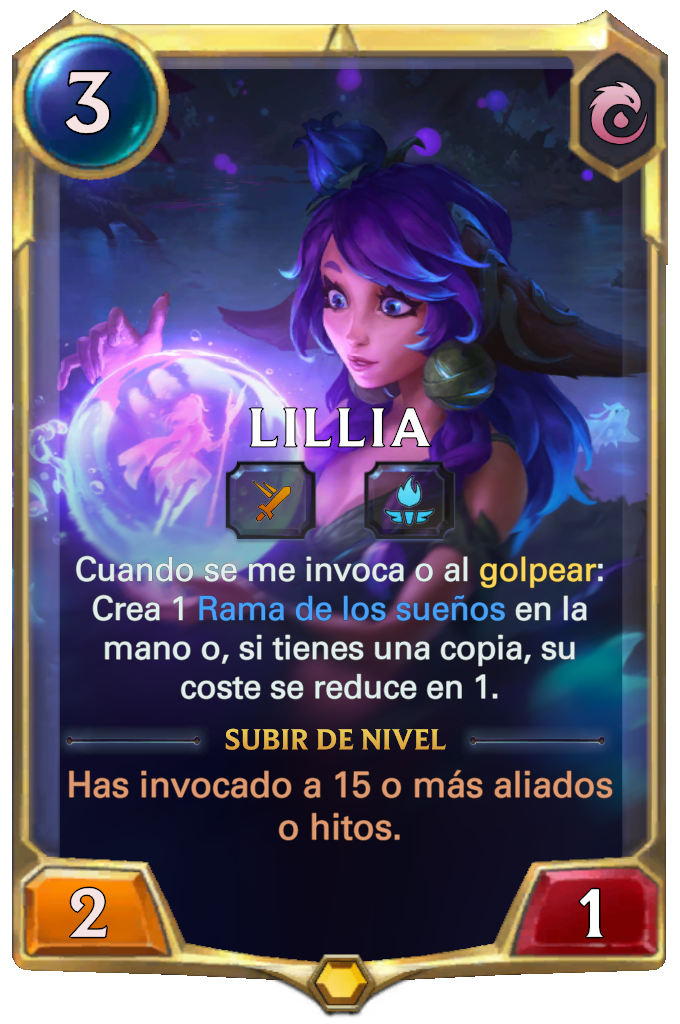 3
LILLIA
Cuando se me invoca o al golpear:
Crea 1 Rama de los sueños en la
mano o, si tienes una copia, su
coste se reduce en 1.
SUBIR DE NIVEL
Has invocado a 15 o más aliados
o hitos.
2
1